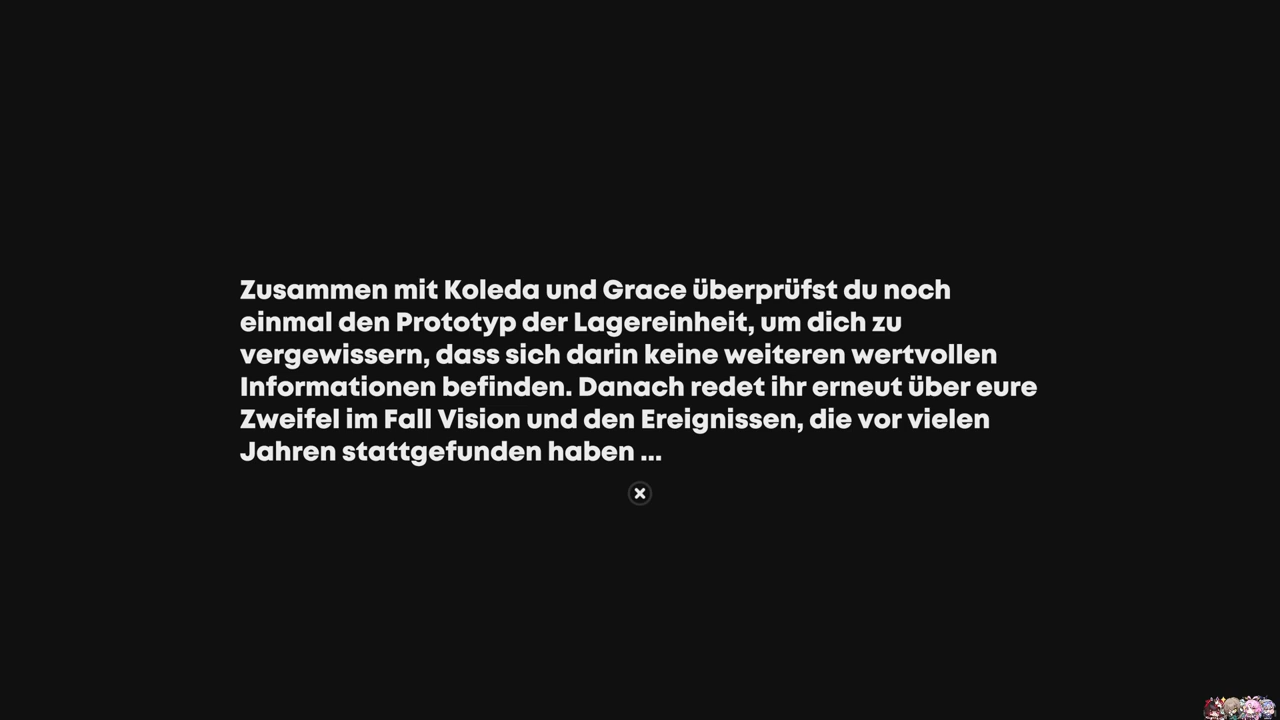 Zusammen mit Koleda und Grace überprüfst du noch
einmal den Prototyp der Lagereinheit, um dich zu
vergewissern, dass sich darin keine weiteren wertvollen
Informationen befinden. Danach redet ihr erneut über eure
Zweifel im Fall Vision und den Ereignissen, die vor vielen
Jahren stattgefunden haben ...